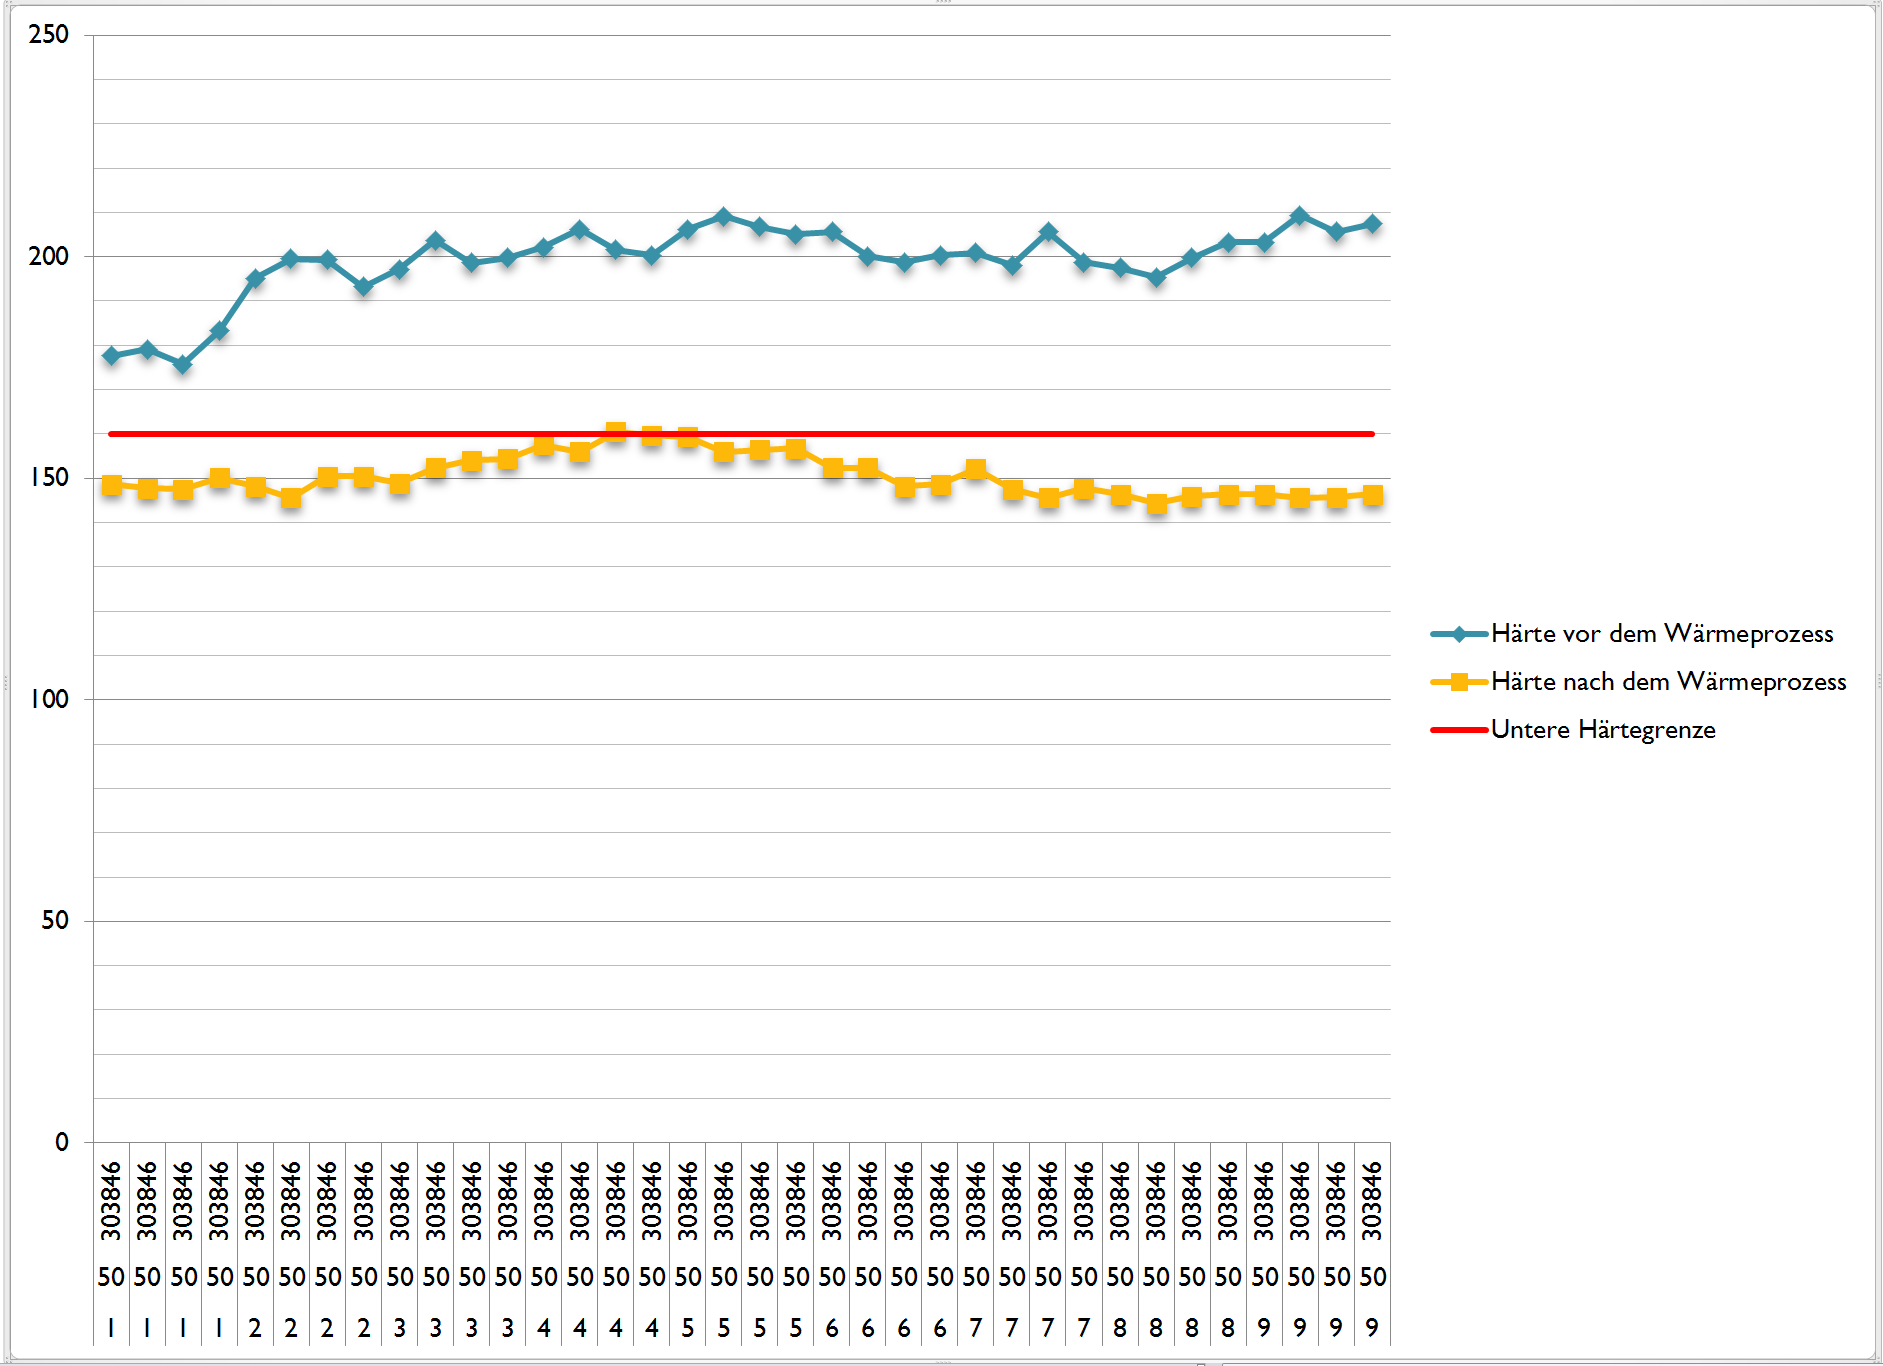 250
200
150
100
50
0
Härte vor dem Wärmeprozess
Härte nach dem Wärmeprozess
Untere Härtegrenze
303846 303846 303846 303846 303846 303846 303846 303846 303846 303846 303846 303846 303846 303846 303846 303846 303846 303846 303846 303846 303846 303846 303846 303846 303846 303846 303846 303846 303846 303846 303846 303846 303846 303846 303846 303846
50 50 50 50 50 50 50 50 50 50 50 50 50 50 50 50 50 50 50 50 50 50 50 50 50 50 50 50 50 50 50 50 50 50 50 50
1 1 1 1 2 2 2 2 3 3 3 3 4 4 4 4 5 5 5 5 6 6 6 6 7 7 7 7 8 8 8 8 9 9 9 9